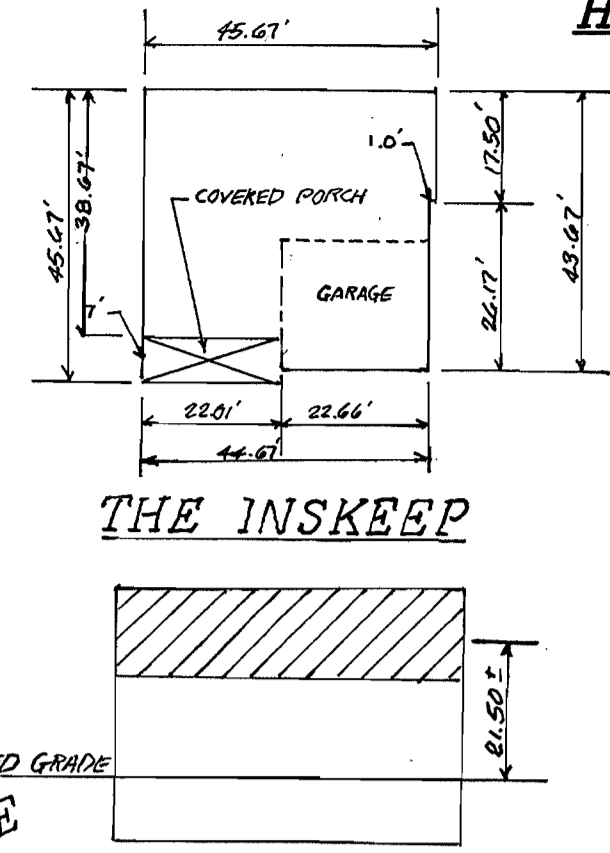 H
45.67'
1.0'
17.50'
38.67'
45.67'
COVERED PORCH
43.67'
GARAGE
26.17'
7'
22.01'
22.66'
44.67'
THE INSKEEP
21.50 ±
ED GRADE
E